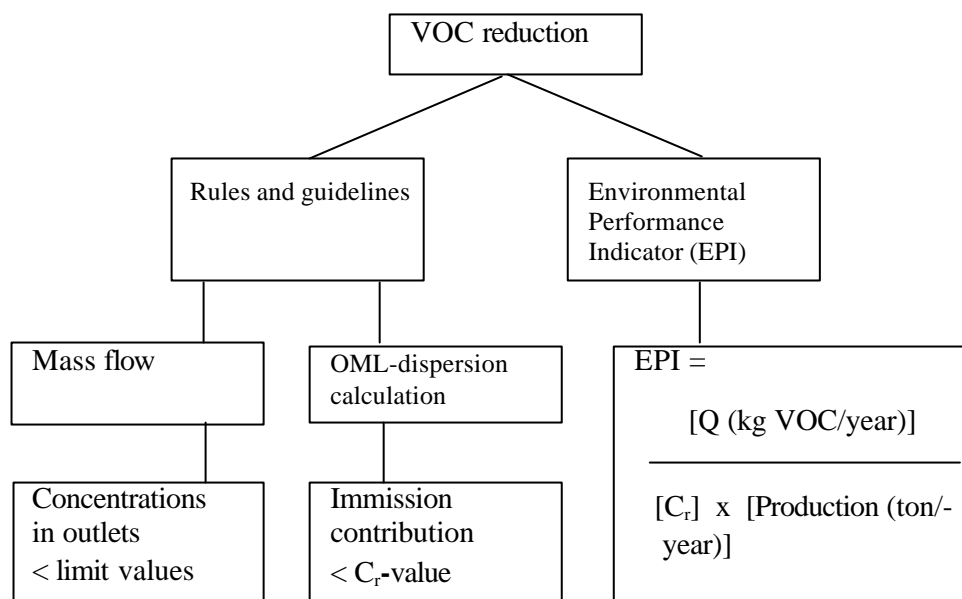 VOC reduction
Rules and guidelines
Environmental
Performance
Indicator (EPI)
Mass flow
OML-dispersion
calculation
EPI =
[Q (kg VOC/year)]
[Cᵣ] x [Production (ton/-
year)]
Concentrations
in outlets
< limit values
Immission
contribution
< Cᵣ-value